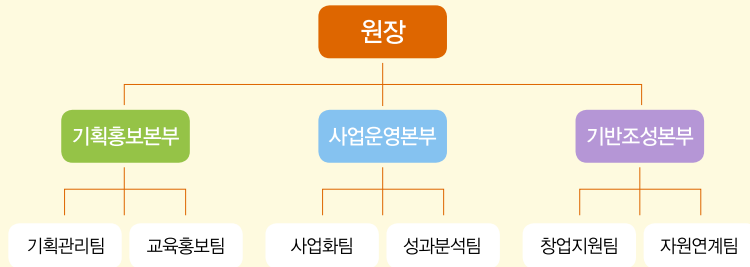 원장
기획홍보본부 사업운영본부 기반조성본부
기획관리팀 교육홍보팀 사업화팀 성과분석팀 창업지원팀 자원연계팀